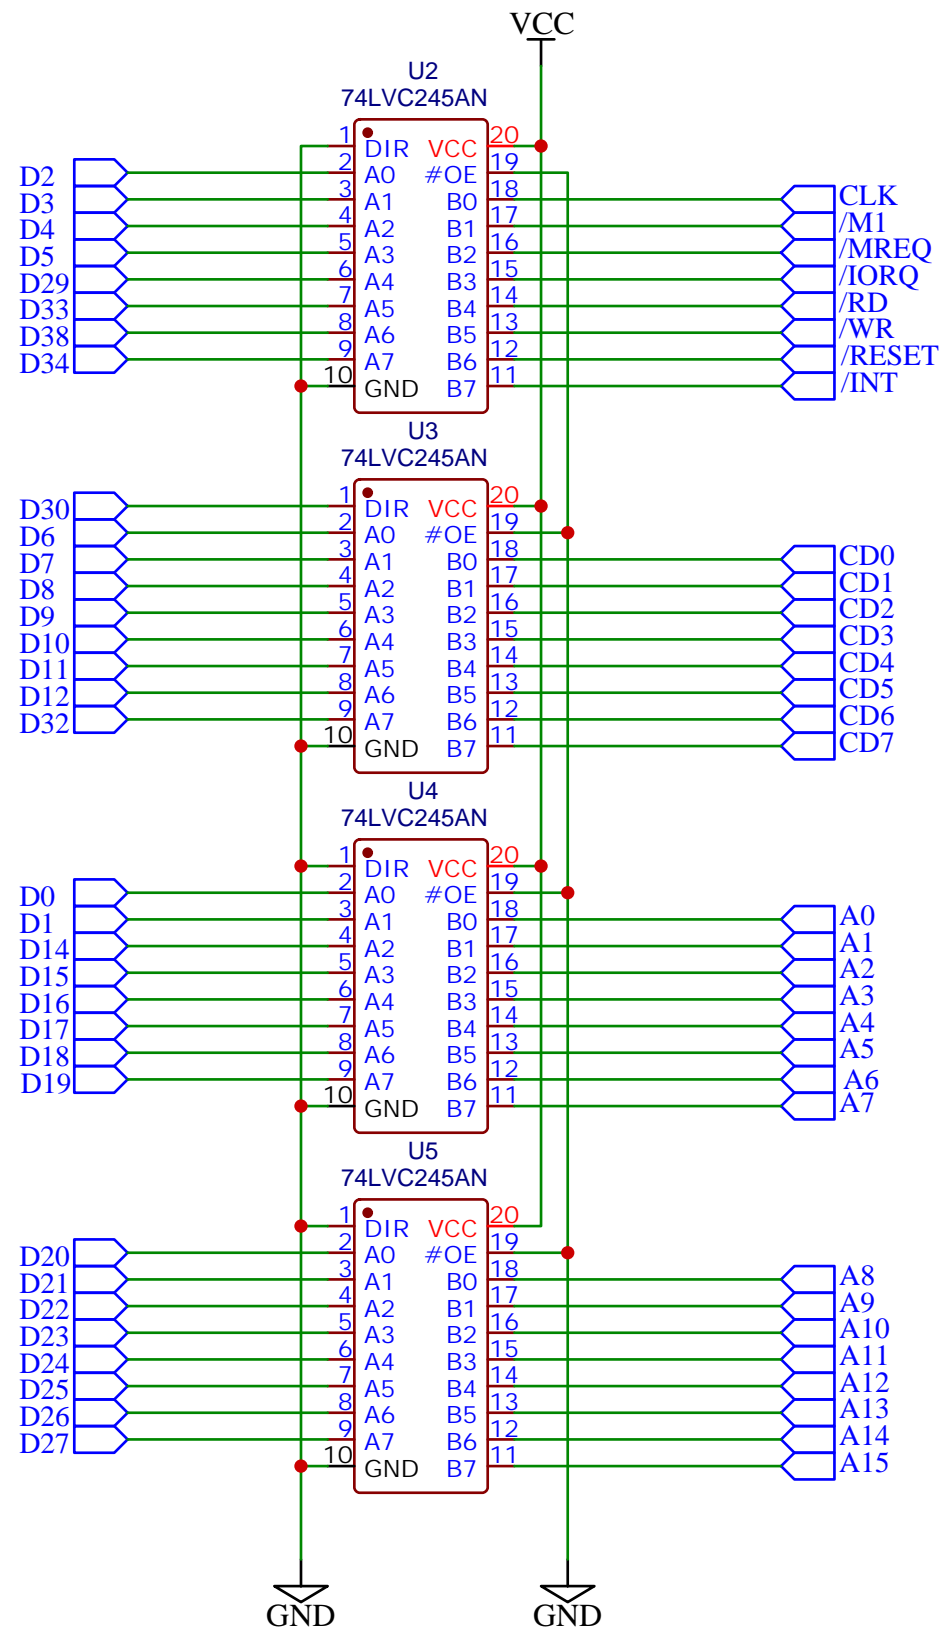 VCC
U2
74LVC245AN
1 DIR VCC 20
D2 2 A0 #OE 19
D3 3 A1 B0 18 CLK
D4 4 A2 B1 17 /M1
D5 5 A3 B2 16 /MREQ
D29 6 A4 B3 15 /IORQ
D33 7 A5 B4 14 /RD
D38 8 A6 B5 13 /WR
D34 9 A7 B6 12 /RESET
10 GND B7 11 /INT
U3
74LVC245AN
D30 1 DIR VCC 20
D6 2 A0 #OE 19
D7 3 A1 B0 18 CD0
D8 4 A2 B1 17 CD1
D9 5 A3 B2 16 CD2
D10 6 A4 B3 15 CD3
D11 7 A5 B4 14 CD4
D12 8 A6 B5 13 CD5
D32 9 A7 B6 12 CD6
10 GND B7 11 CD7
U4
74LVC245AN
1 DIR VCC 20
D0 2 A0 #OE 19
D1 3 A1 B0 18 A0
D14 4 A2 B1 17 A1
D15 5 A3 B2 16 A2
D16 6 A4 B3 15 A3
D17 7 A5 B4 14 A4
D18 8 A6 B5 13 A5
D19 9 A7 B6 12 A6
10 GND B7 11 A7
U5
74LVC245AN
1 DIR VCC 20
D20 2 A0 #OE 19
D21 3 A1 B0 18 A8
D22 4 A2 B1 17 A9
D23 5 A3 B2 16 A10
D24 6 A4 B3 15 A11
D25 7 A5 B4 14 A12
D26 8 A6 B5 13 A13
D27 9 A7 B6 12 A14
10 GND B7 11 A15
GND GND